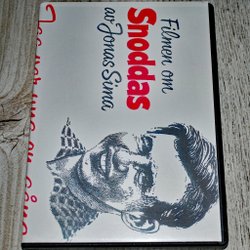 Filmen om
Snoddas
av Jonas Sima